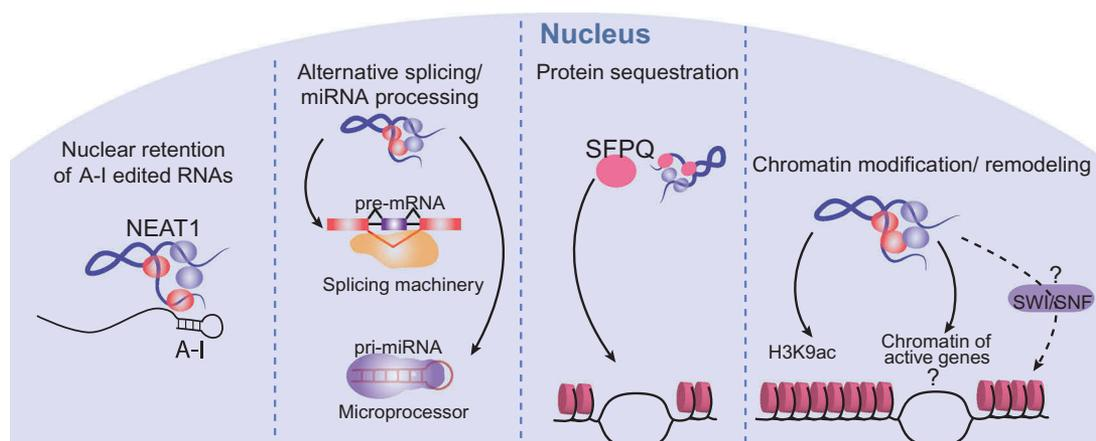 Nucleus
Nuclear retention
of A-I edited RNAs
NEAT1
A-I
Alternative splicing/
miRNA processing
pre-mRNA
Splicing machinery
pri-miRNA
Microprocessor
Protein sequestration
SFPQ
Chromatin modification/ remodeling
?
SWI/SNF
H3K9ac
Chromatin of
active genes
?